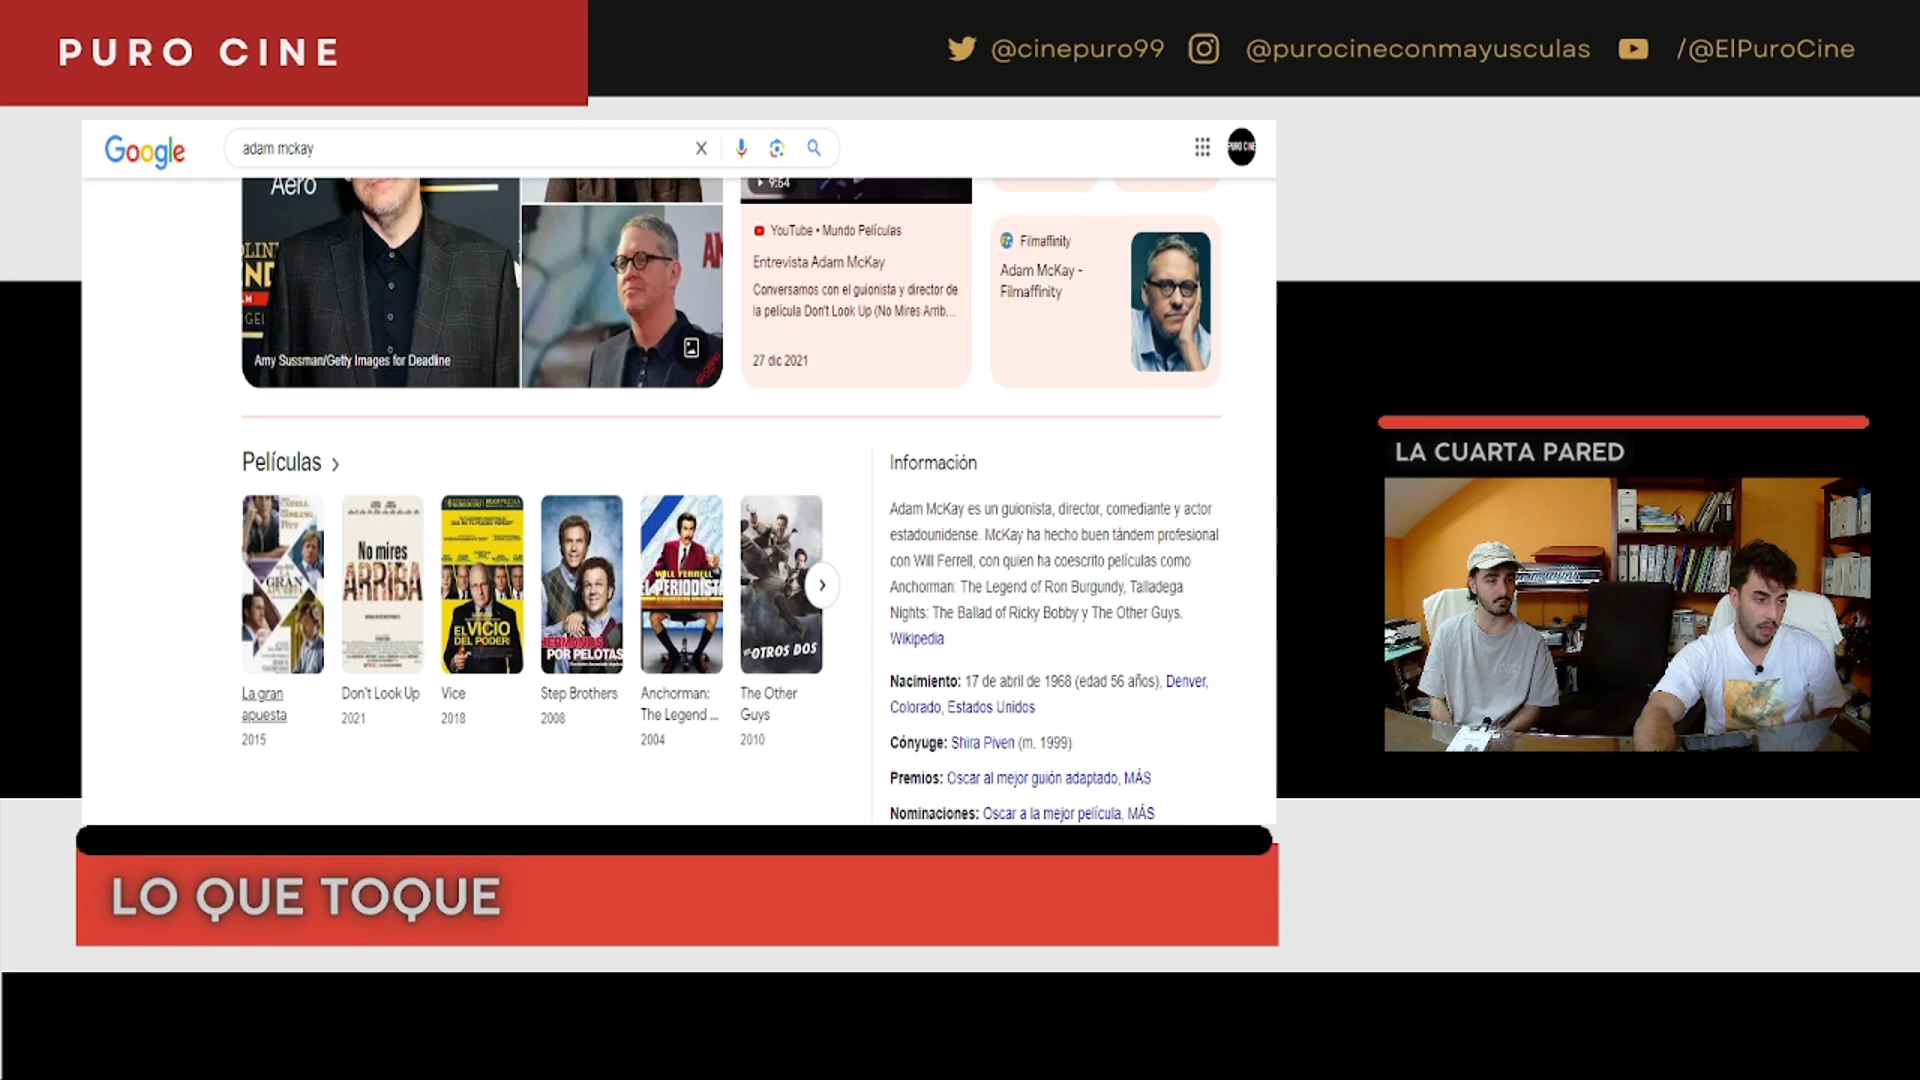 PURO CINE
@cinepuro99
@purocineconmayusculas
/@ElPuroCine
Google
adam mckay
PURO CINE
Aero
Amy Sussman/Getty Images for Deadline
9:54
YouTube • Mundo Películas
Entrevista Adam McKay
Conversamos con el guionista y director de
la película Don't Look Up (No Mires Arrib...
27 dic 2021
Filmaffinity
Adam McKay -
Filmaffinity
Películas
GRAN
APUESTA
No mires
ARRIBA
EL VICIO
DEL PODER
HERMANOS
POR PELOTAS
WILL FERRELL
EL PERIODISTA
OTROS DOS
La gran
apuesta
2015
Don't Look Up
2021
Vice
2018
Step Brothers
2008
Anchorman:
The Legend ...
2004
The Other
Guys
2010
Información
Adam McKay es un guionista, director, comediante y actor
estadounidense. McKay ha hecho buen tándem profesional
con Will Ferrell, con quien ha coescrito películas como
Anchorman: The Legend of Ron Burgundy, Talladega
Nights: The Ballad of Ricky Bobby y The Other Guys.
Wikipedia
Nacimiento: 17 de abril de 1968 (edad 56 años), Denver,
Colorado, Estados Unidos
Cónyuge: Shira Piven (m. 1999)
Premios: Oscar al mejor guión adaptado, MÁS
Nominaciones: Oscar a la mejor película, MÁS
LA CUARTA PARED
LO QUE TOQUE